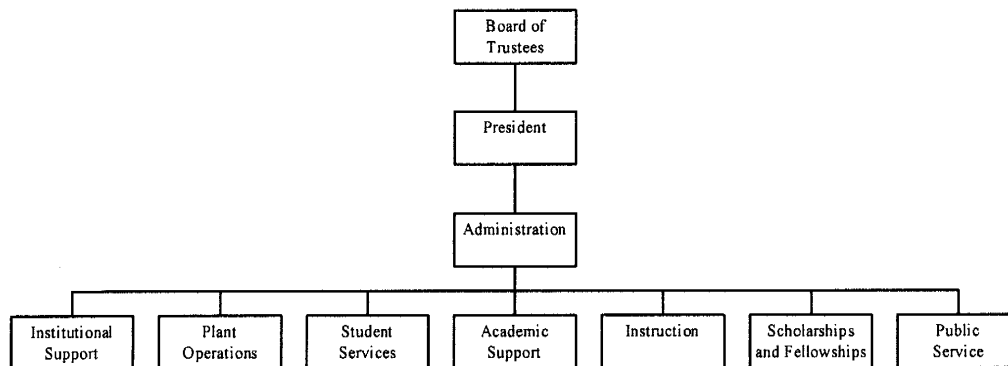 Board of
Trustees
President
Administration
Institutional
Support
Plant
Operations
Student
Services
Academic
Support
Instruction
Scholarships
and Fellowships
Public
Service